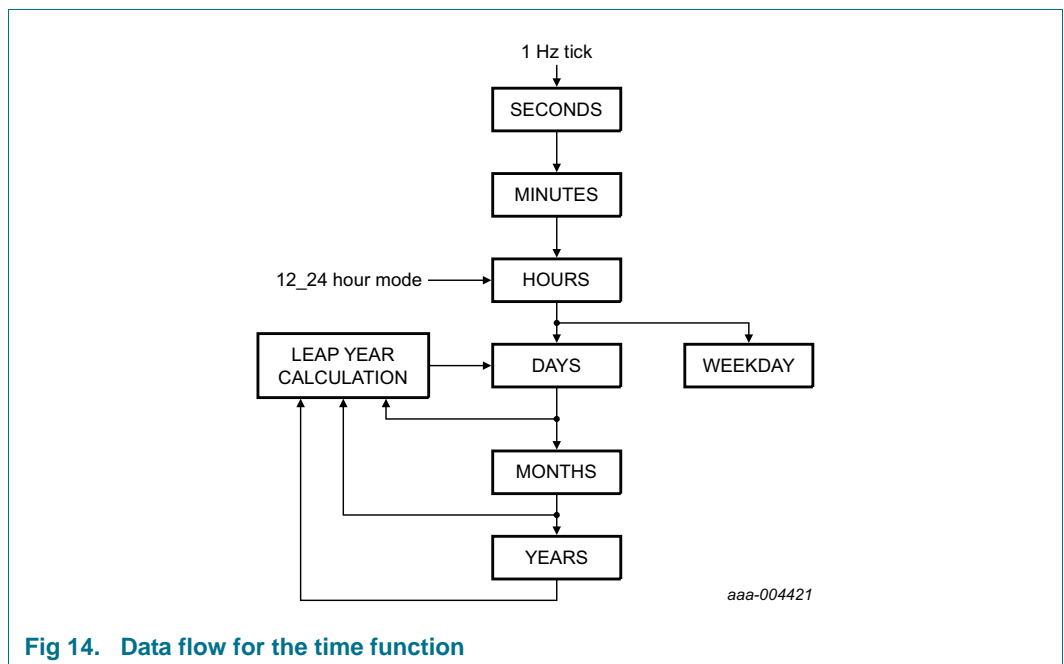 1 Hz tick
SECONDS
MINUTES
12_24 hour mode
HOURS
LEAP YEAR
CALCULATION
DAYS
WEEKDAY
MONTHS
YEARS
aaa-004421
Fig 14. Data flow for the time function